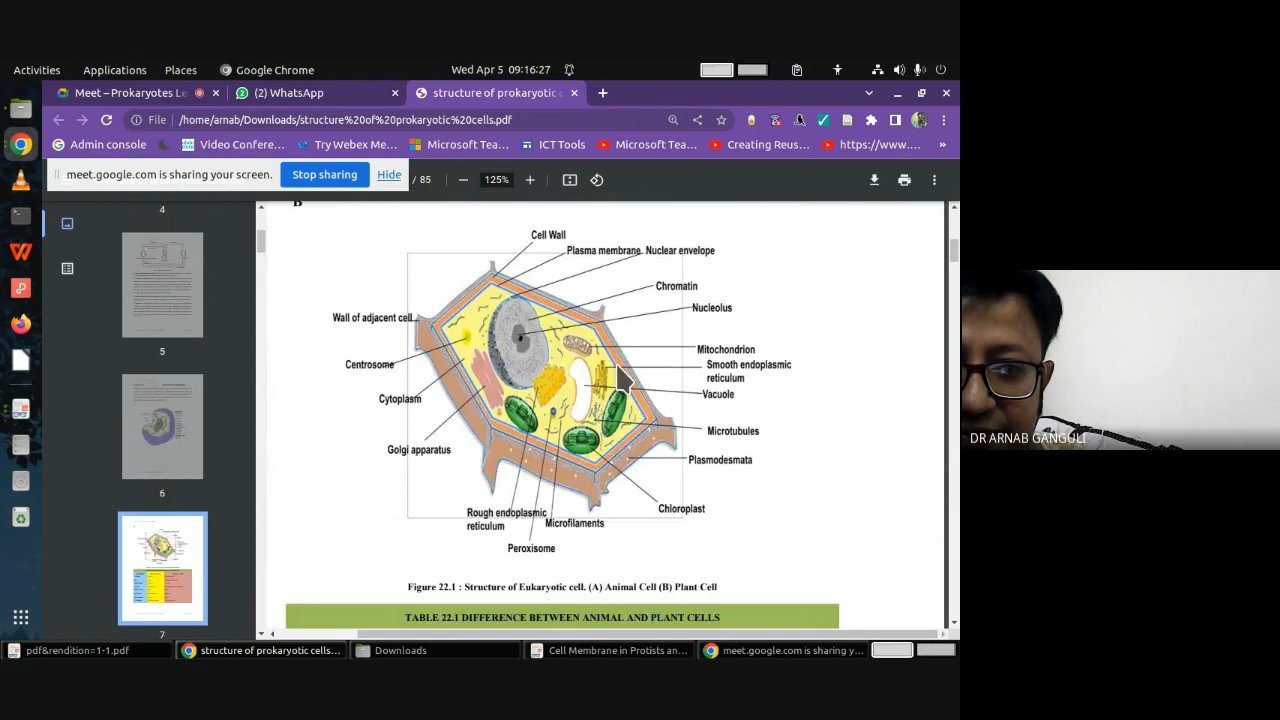 Activities Applications Places Google Chrome Wed Apr 5 09:16:27
Meet – Prokaryotes Le × (2) WhatsApp × structure of prokaryotic c × +
File /home/arnab/Downloads/structure%20of%20prokaryotic%20cells.pdf
Admin console Video Conferе... Try Webex Me... Microsoft Tea... ICT Tools Microsoft Tea... Creating Reus... https://www.... »
meet.google.com is sharing your screen. Stop sharing Hide / 85 125%
4
5
6
7
B
Cell Wall
Plasma membrane Nuclear envelope
Chromatin
Nucleolus
Wall of adjacent cell
Mitochondrion
Centrosome
Smooth endoplasmic
reticulum
Vacuole
Cytoplasm
Microtubules
Golgi apparatus
Plasmodesmata
Chloroplast
Rough endoplasmic
reticulum
Microfilaments
Peroxisome
Figure 22.1 : Structure of Eukaryotic cell. (A) Animal Cell (B) Plant Cell
TABLE 22.1 DIFFERENCE BETWEEN ANIMAL AND PLANT CELLS
DR ARNAB GANGULI
pdf&rendition=1-1.pdf structure of prokaryotic cells... Downloads Cell Membrane in Protists an... meet.google.com is sharing y...